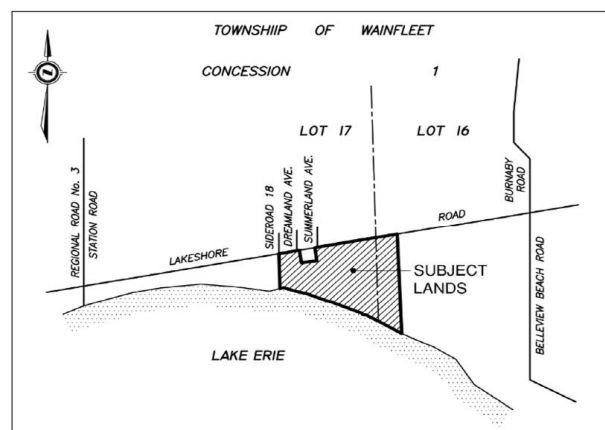 TOWNSHIIP OF WAINFLEET
CONCESSION 1
LOT 17 LOT 16
REGIONAL ROAD No. 3
STATION ROAD
SIDEROAD 18
DREAMLAND AVE.
SUMMERLAND AVE.
BURNABY
ROAD
LAKESHORE ROAD
SUBJECT
LANDS
BELLEVIEW BEACH ROAD
LAKE ERIE